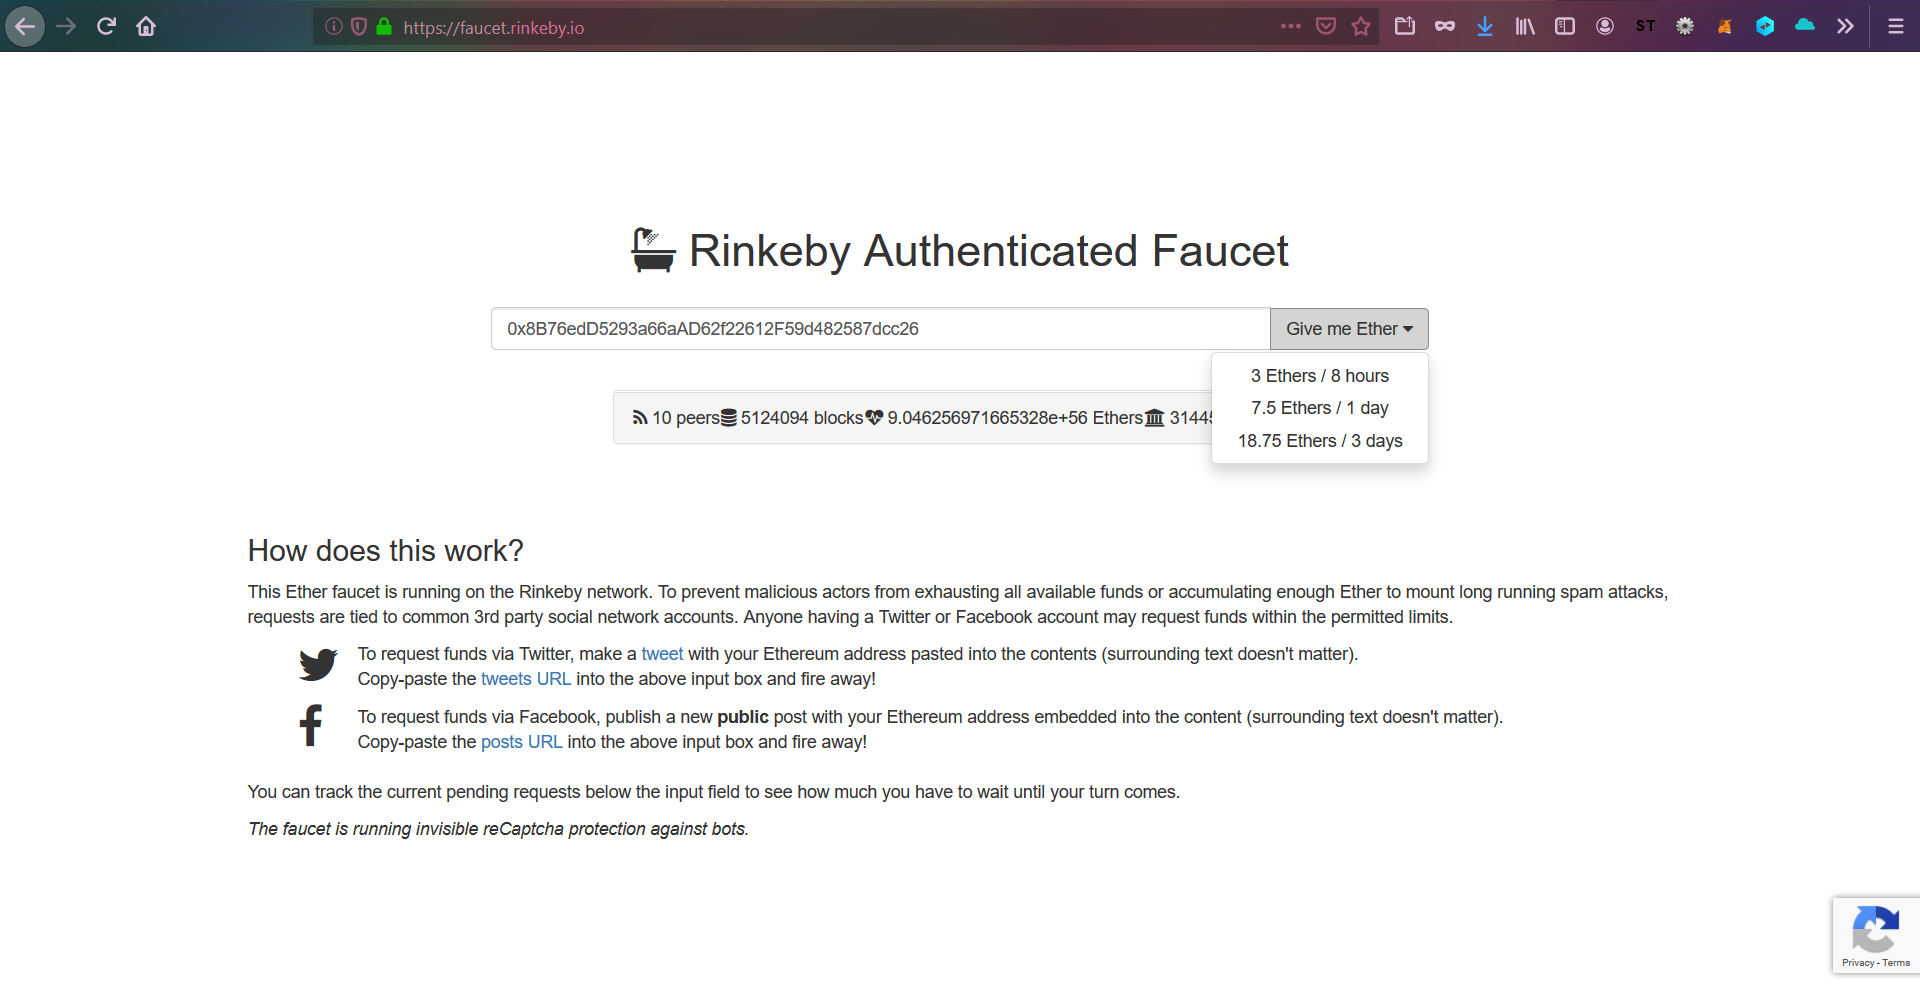 https://faucet.rinkeby.io
ST
Rinkeby Authenticated Faucet
0x8B76edD5293a66aAD62f22612F59d482587dcc26
Give me Ether
3 Ethers / 8 hours
7.5 Ethers / 1 day
18.75 Ethers / 3 days
10 peers 5124094 blocks 9.046256971665328e+56 Ethers
How does this work?
This Ether faucet is running on the Rinkeby network. To prevent malicious actors from exhausting all available funds or accumulating enough Ether to mount long running spam attacks,
requests are tied to common 3rd party social network accounts. Anyone having a Twitter or Facebook account may request funds within the permitted limits.
To request funds via Twitter, make a tweet with your Ethereum address pasted into the contents (surrounding text doesn't matter).
Copy-paste the tweets URL into the above input box and fire away!
To request funds via Facebook, publish a new public post with your Ethereum address embedded into the content (surrounding text doesn't matter).
Copy-paste the posts URL into the above input box and fire away!
You can track the current pending requests below the input field to see how much you have to wait until your turn comes.
The faucet is running invisible reCaptcha protection against bots.
Privacy - Terms